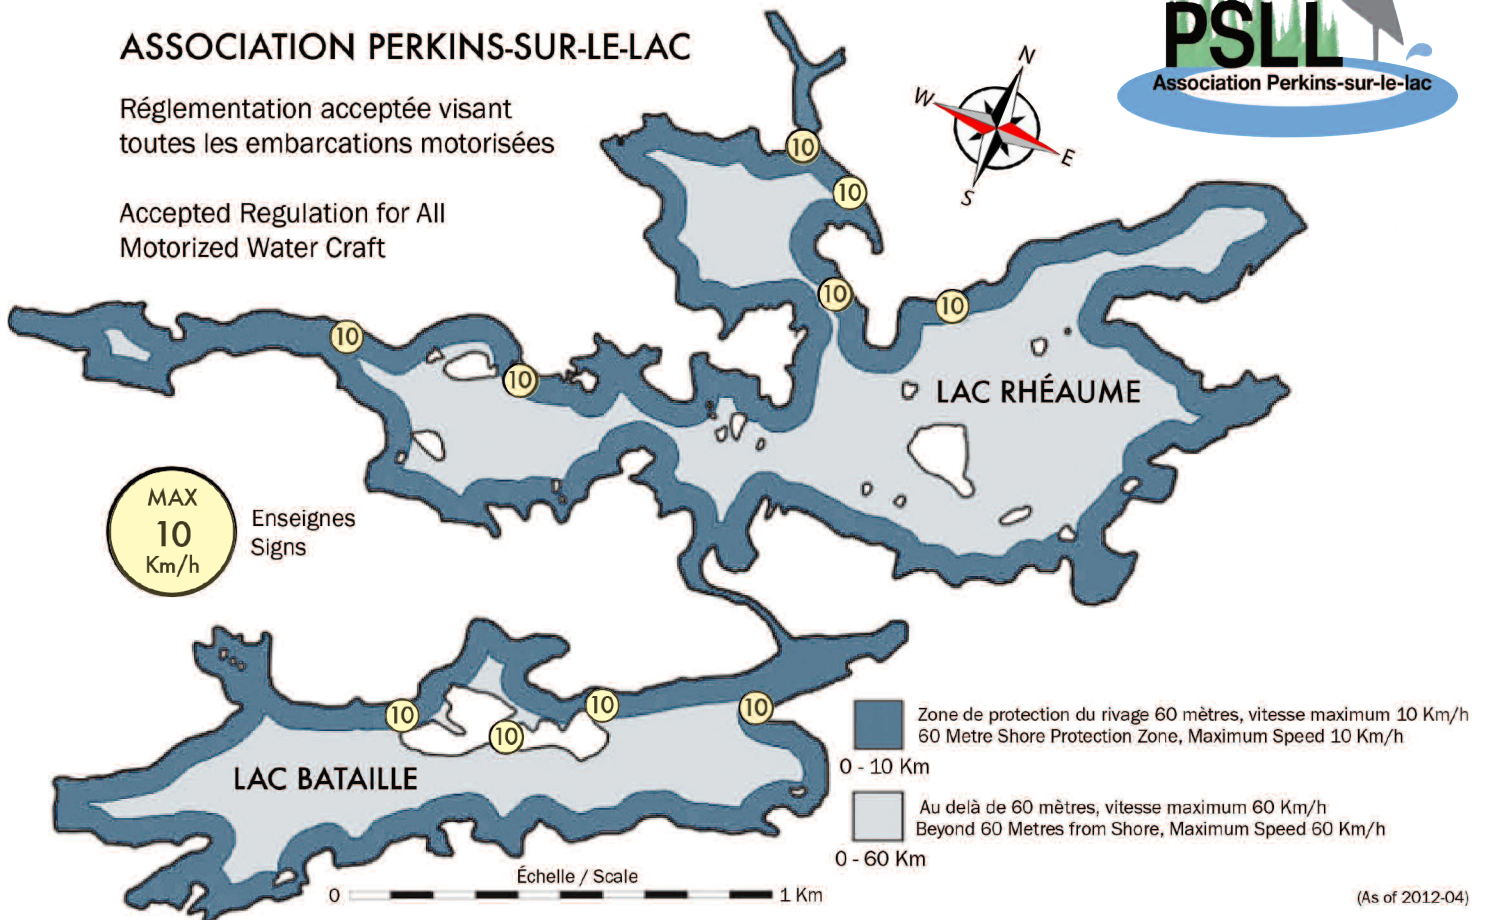 ASSOCIATION PERKINS-SUR-LE-LAC
Réglementation acceptée visant
toutes les embarcations motorisées
Accepted Regulation for All
Motorized Water Craft
PSLL
Association Perkins-sur-le-lac
N
W
E
S
10
10
10
10
10
10
LAC RHÉAUME
MAX
10
Km/h
Enseignes
Signs
10
10
10
10
LAC BATAILLE
Zone de protection du rivage 60 mètres, vitesse maximum 10 Km/h
60 Metre Shore Protection Zone, Maximum Speed 10 Km/h
0 - 10 Km
Au delà de 60 mètres, vitesse maximum 60 Km/h
Beyond 60 Metres from Shore, Maximum Speed 60 Km/h
0 - 60 Km
Échelle / Scale
0 1 Km
(As of 2012-04)